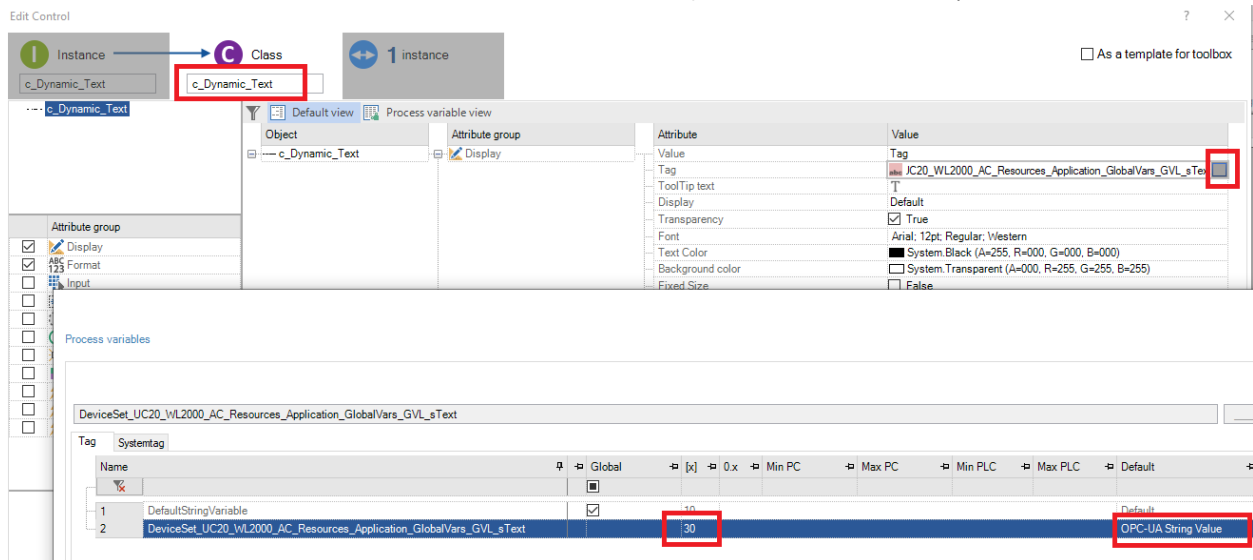 Edit Control ? ×
I Instance C Class 1 instance As a template for toolbox
c_Dynamic_Text c_Dynamic_Text
c_Dynamic_Text Default view Process variable view
Object Attribute group Attribute Value
c_Dynamic_Text Display Value Tag
Tag abc JC20_WL2000_AC_Resources_Application_GlobalVars_GVL_sTex
ToolTip text T
Display Default
Transparency True
Attribute group Font Arial; 12pt; Regular; Western
Display Text Color System.Black (A=255, R=000, G=000, B=000)
ABC 123 Format Background color System.Transparent (A=000, R=255, G=255, B=255)
Input Fixed Size False
Process variables
DeviceSet_UC20_WL2000_AC_Resources_Application_GlobalVars_GVL_sText
Tag Systemtag
Name Global [x] 0.x Min PC Max PC Min PLC Max PLC Default
1 DefaultStringVariable 10 Default
2 DeviceSet_UC20_WL2000_AC_Resources_Application_GlobalVars_GVL_sText 30 OPC-UA String Value